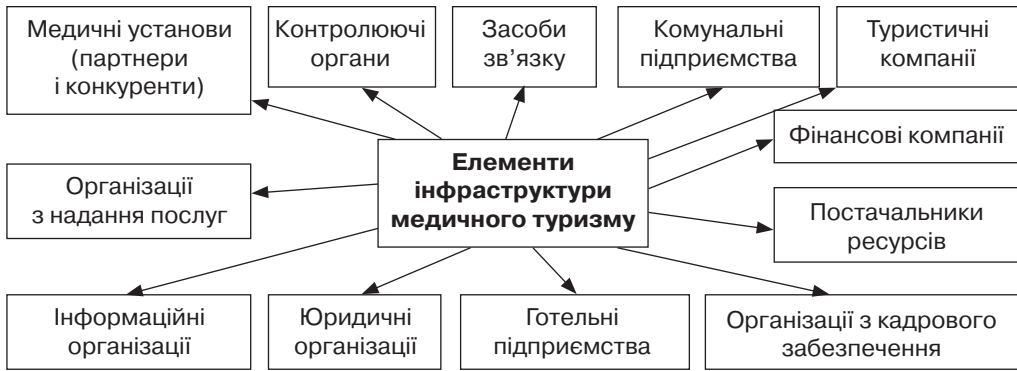 Медичні установи
(партнери
і конкуренти)
Контролюючі
органи
Засоби
зв’язку
Комунальні
підприємства
Туристичні
компанії
Фінансові компанії
Елементи
інфраструктури
медичного туризму
Організації
з надання послуг
Постачальники
ресурсів
Інформаційні
організації
Юридичні
організації
Готельні
підприємства
Організації з кадрового
забезпечення